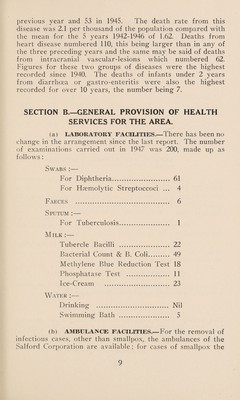 previous year and 53 in 1945. The death rate from this
disease was 2.1 per thousand of the population compared with
the mean for the 5 years 1942-1946 of 1.62. Deaths from
heart disease numbered 110, this being larger than in any of
the three preceding years and the same may be said of deaths
from intracranial vascular-lesions which numbered 62.
Figures for these two groups of diseases were the highest
recorded since 1940. The deaths of infants under 2 years
from diarrhœa or gastro-enteritis were also the highest
recorded for over 10 years, the number being 7.
SECTION B.—GENERAL PROVISION OF HEALTH
SERVICES FOR THE AREA.
(a) LABORATORY FACILITIES.—There has been no
change in the arrangement since the last report. The number
of examinations carried out in 1947 was 200, made up as
follows:
SWABS :—
For Diphtheria........................ 61
For Hæmolytic Streptococci ... 4
FAECES .................................... 6
SPUTUM :—
For Tuberculosis..................... 1
MILK :—
Tubercle Bacilli ..................... 22
Bacterial Count & B. Coli......... 49
Methylene Blue Reduction Test 18
Phosphatase Test .................. 11
Ice-Cream ........................... 23
WATER :—
Drinking ............................ Nil
Swimming Bath ..................... 5
(b) AMBULANCE FACILITIES.—For the removal of
infectious cases, other than smallpox, the ambulances of the
Salford Corporation are available; for cases of smallpox the
9